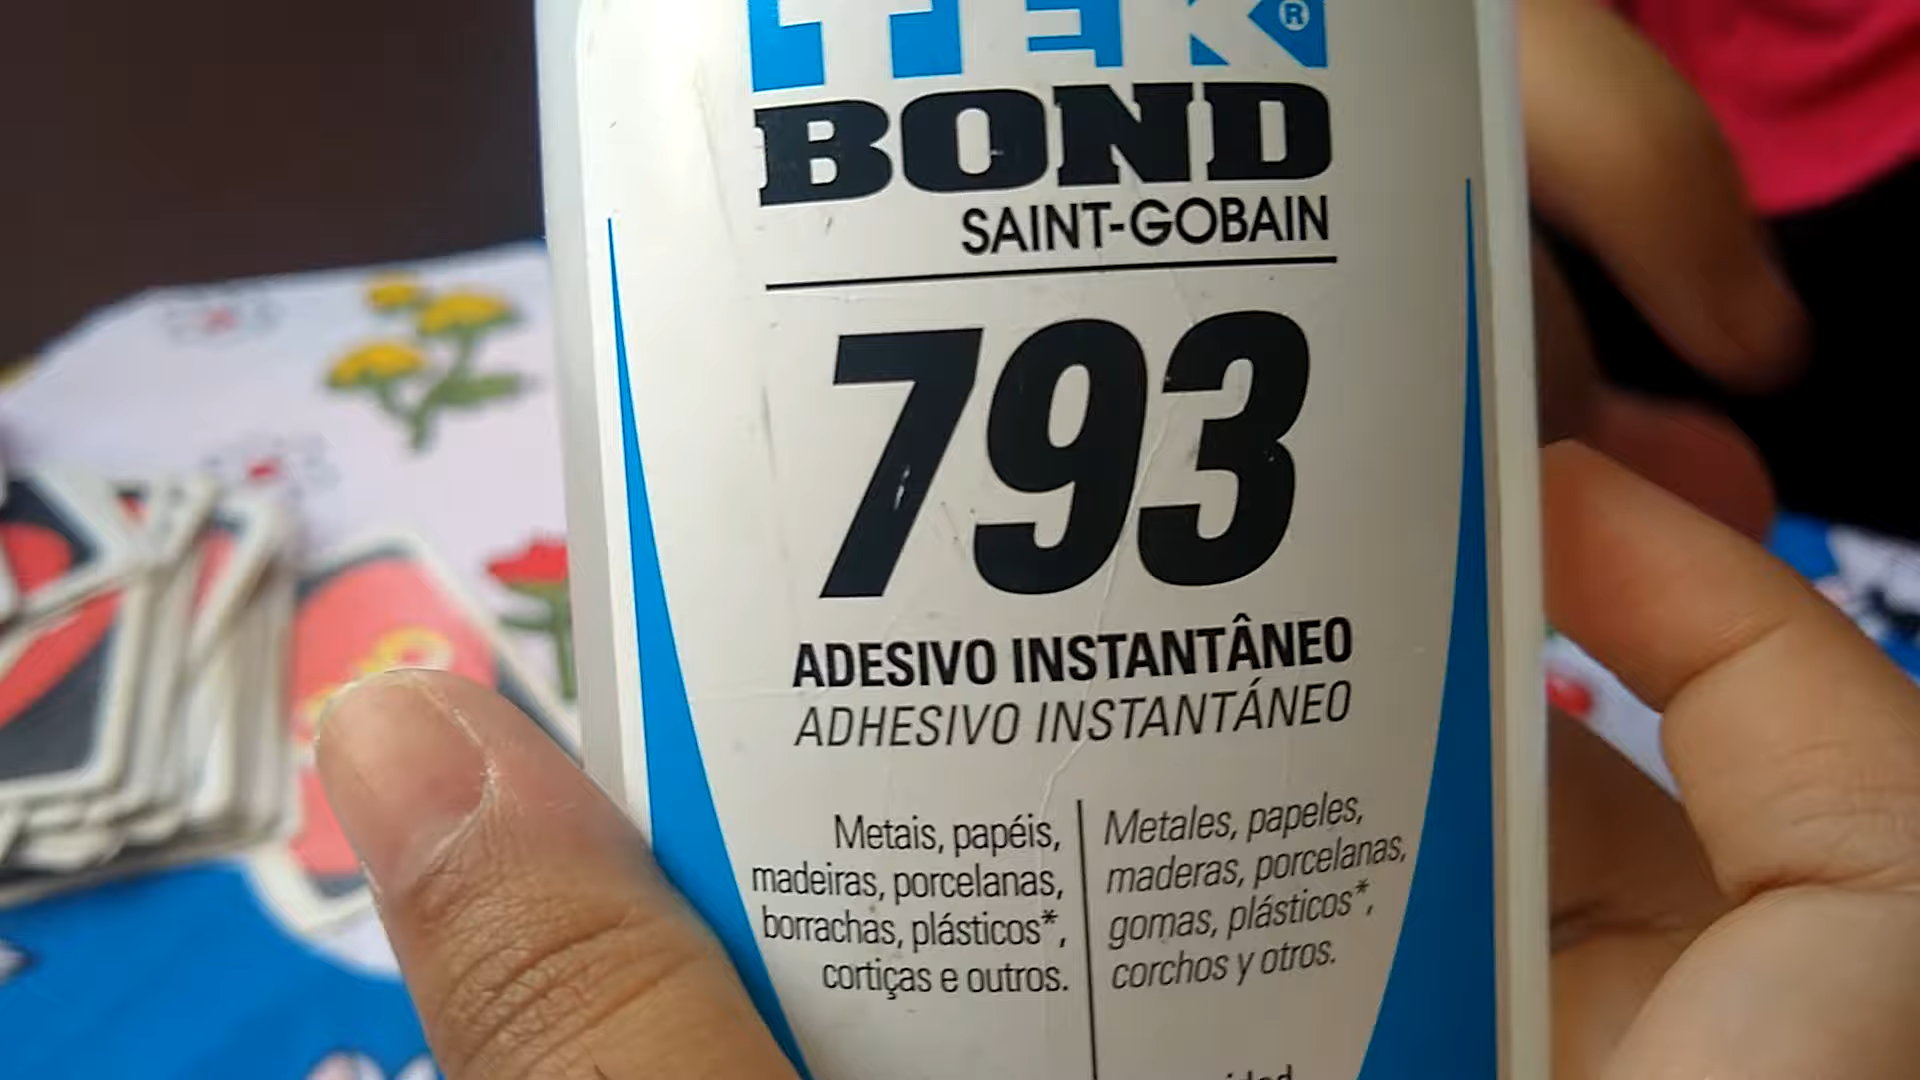 TEK®
BOND
SAINT-GOBAIN
793
ADESIVO INSTANTÂNEO
ADHESIVO INSTANTÁNEO
Metais, papéis,
madeiras, porcelanas,
borrachas, plásticos*,
cortiças e outros.
Metales, papeles,
maderas, porcelanas,
gomas, plásticos*,
corchos y otros.